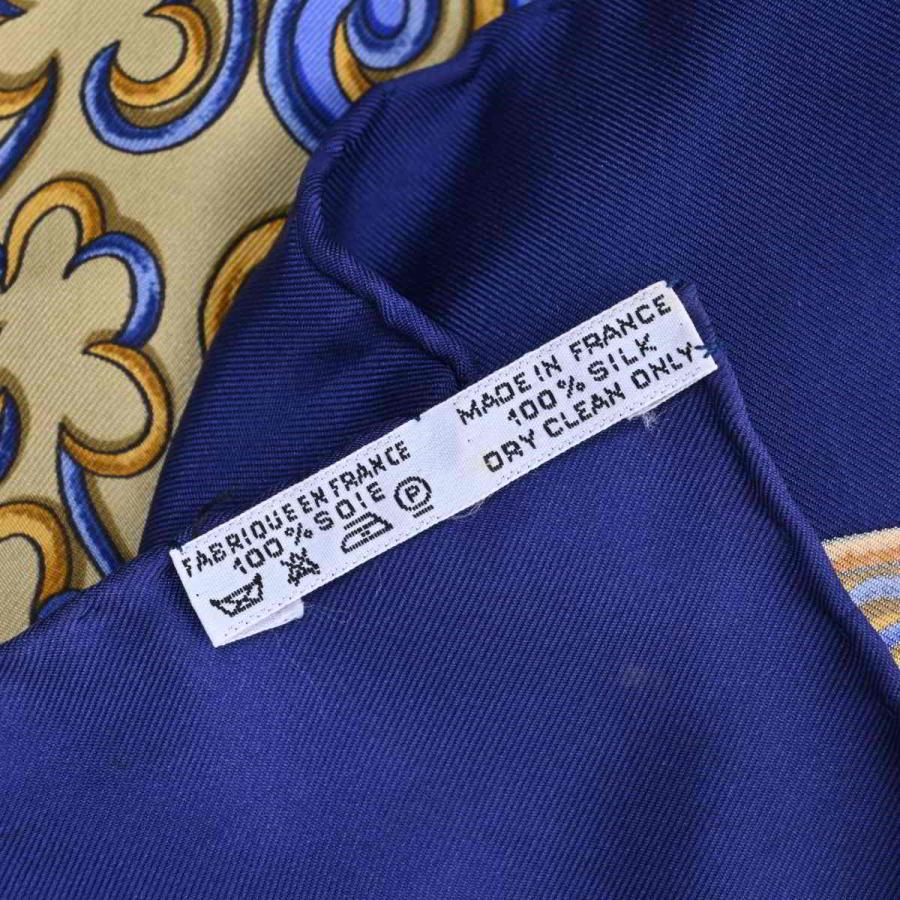 FABRIQUE EN FRANCE
100% SOIE
P
MADE IN FRANCE
100% SILK
DRY CLEAN ONLY